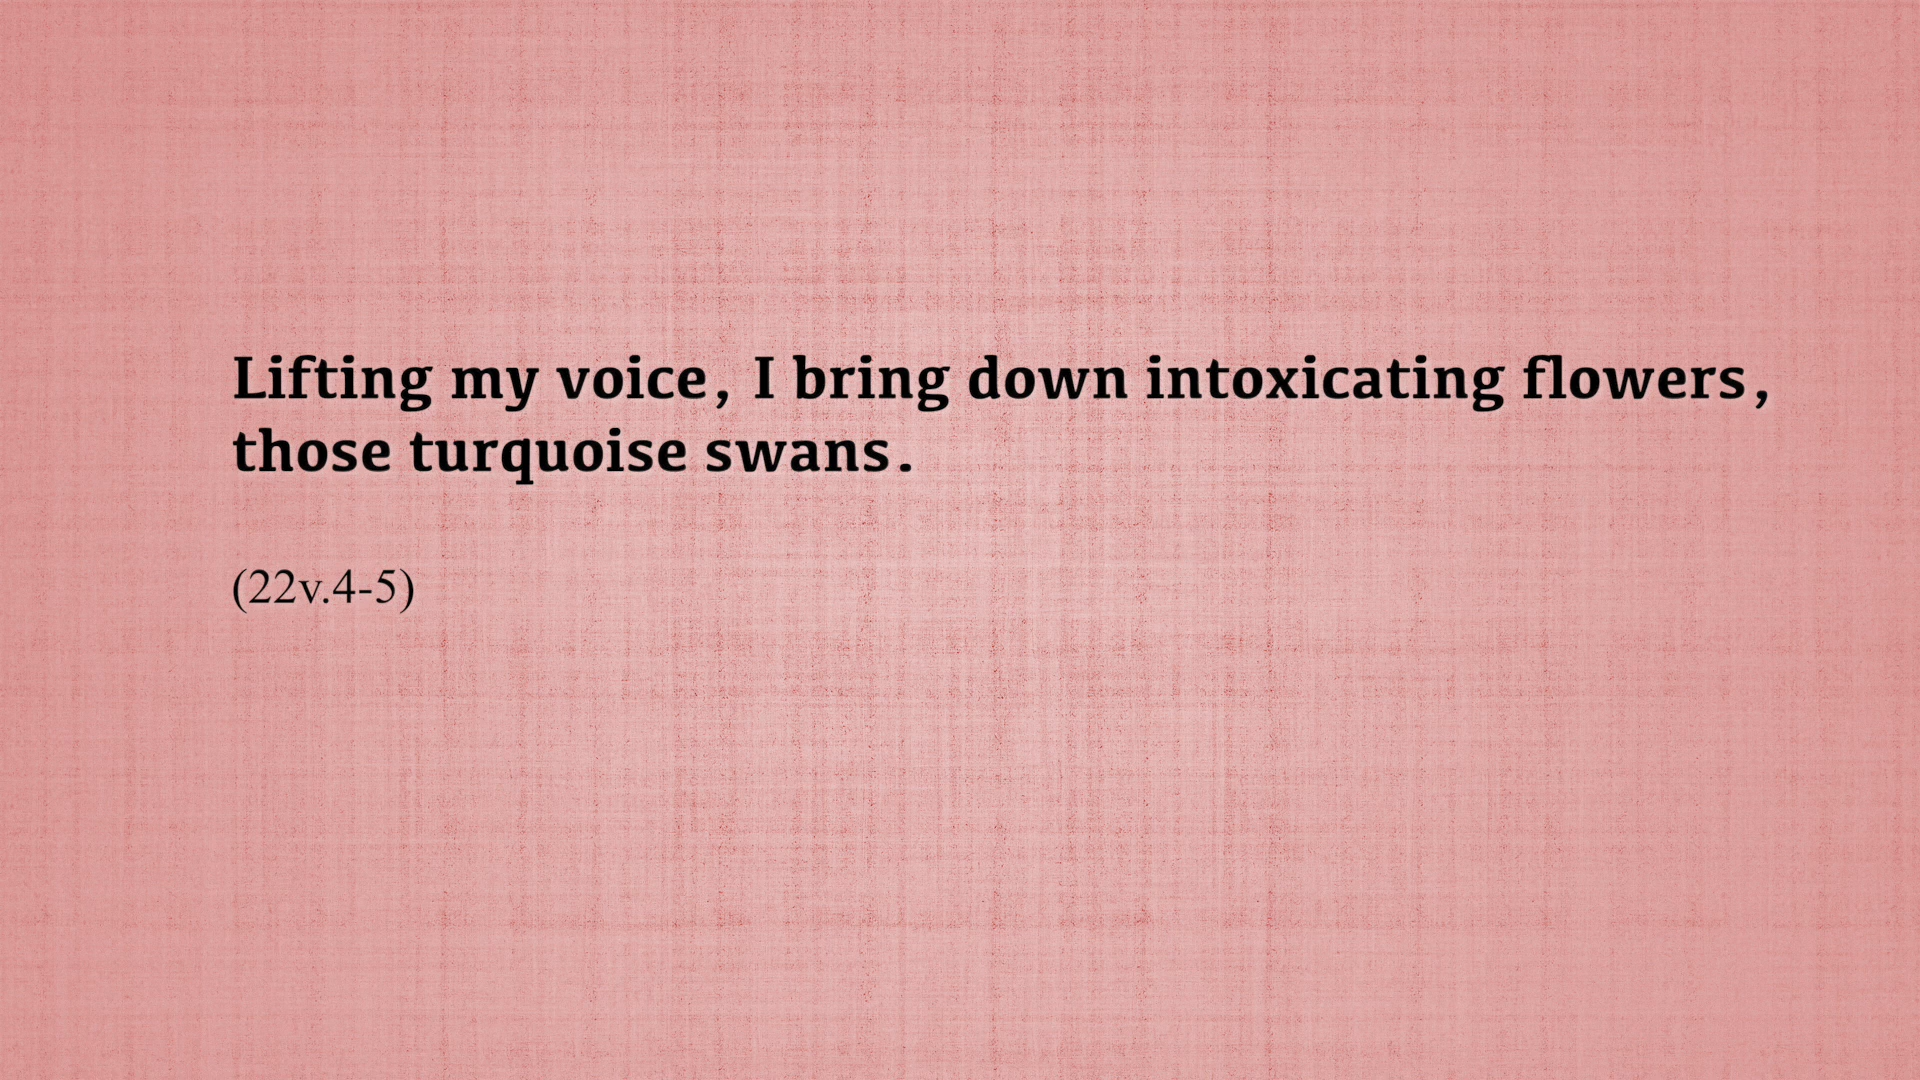 Lifting my voice, I bring down intoxicating flowers,
those turquoise swans.
(22v.4-5)